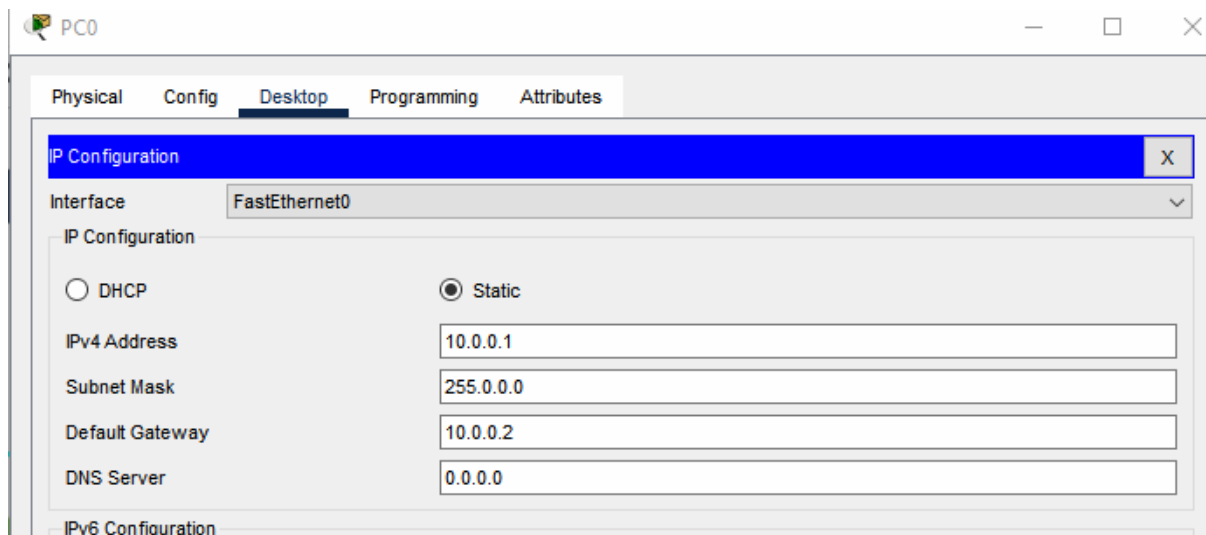 PC0
Physical Config Desktop Programming Attributes
IP Configuration X
Interface FastEthernet0
IP Configuration
DHCP Static
IPv4 Address 10.0.0.1
Subnet Mask 255.0.0.0
Default Gateway 10.0.0.2
DNS Server 0.0.0.0
IPv6 Configuration